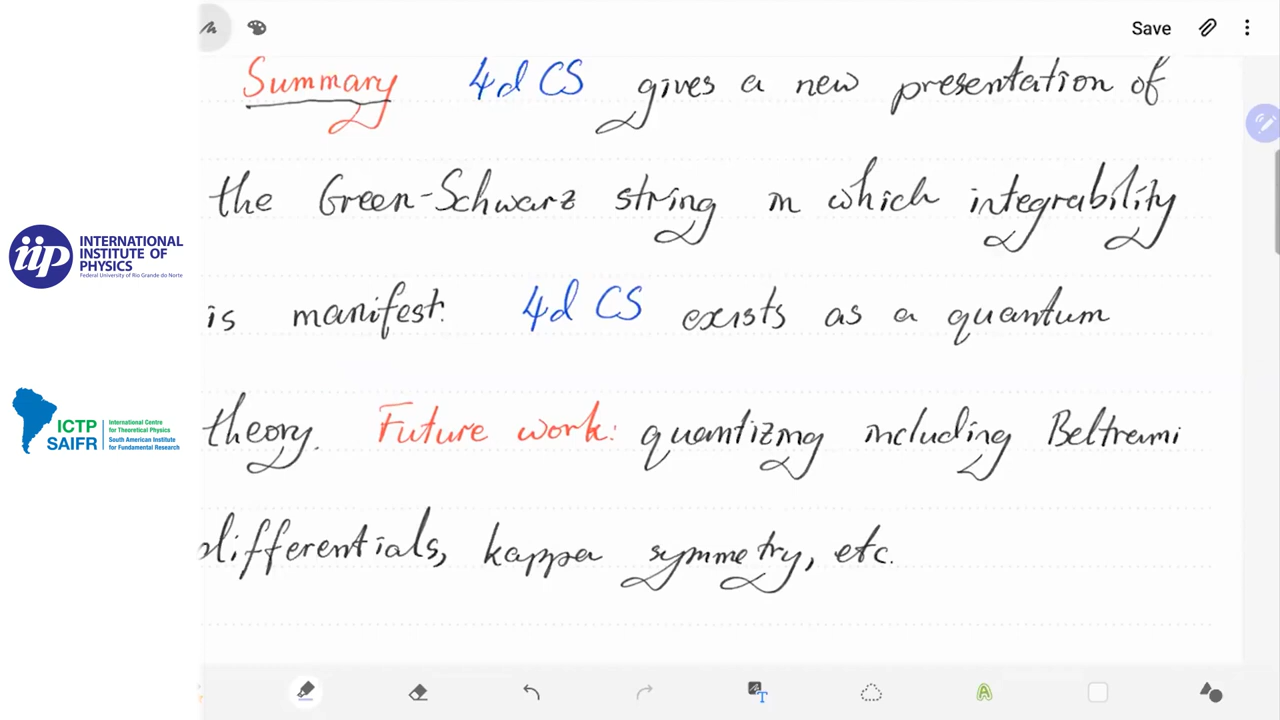 Save
Summary 4d CS gives a new presentation of
the Green-Schwarz string in which integrability
is manifest. 4d CS exists as a quantum
theory. Future work: quantizing including Beltrami
differentials, kappa symmetry, etc.
iip INTERNATIONAL
INSTITUTE OF
PHYSICS
Federal University of Rio Grande do Norte
ICTP
SAIFR
International Centre
for Theoretical Physics
South American Institute
for Fundamental Research
T
A